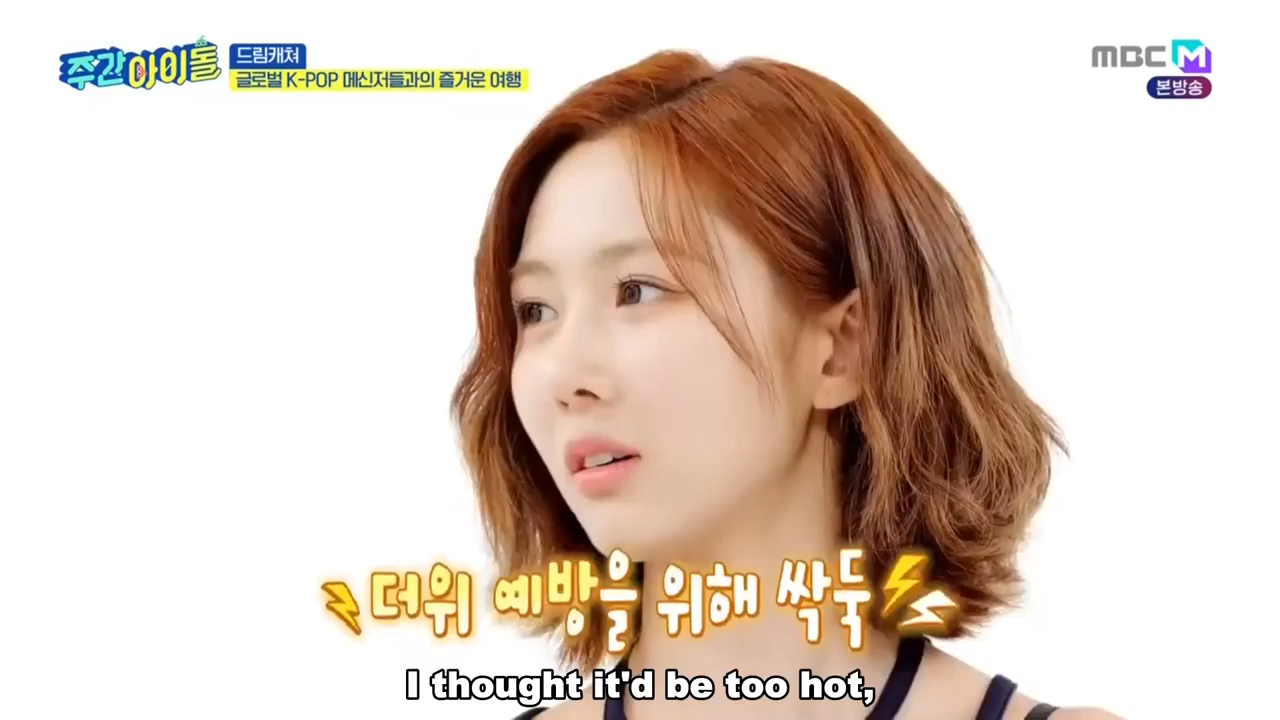 주간아이돌
드림캐쳐
글로벌 K-POP 메신저들과의 즐거운 여행
MBC M
본방송
더위 예방을 위해 싹둑
I thought it'd be too hot,